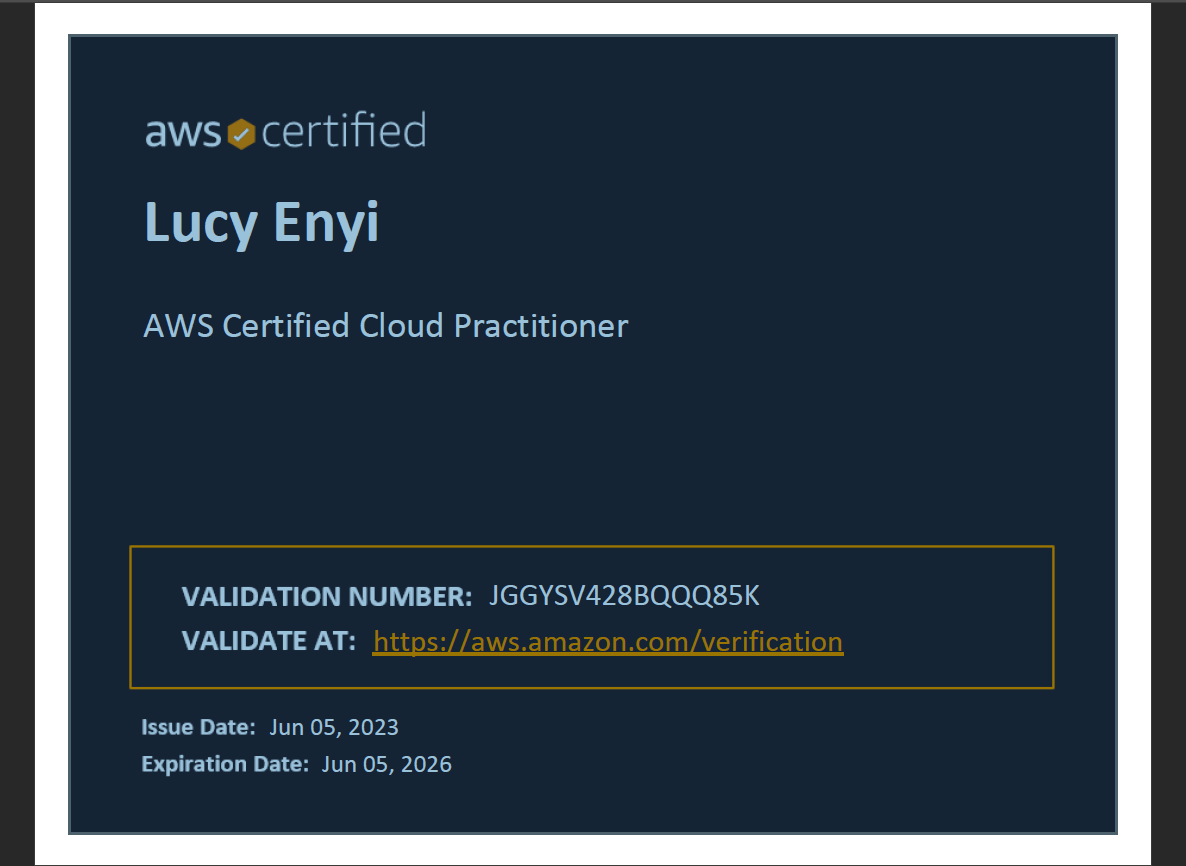 aws certified
Lucy Enyi
AWS Certified Cloud Practitioner
VALIDATION NUMBER: JGGYSV428BQQQ85K
VALIDATE AT: https://aws.amazon.com/verification
Issue Date: Jun 05, 2023
Expiration Date: Jun 05, 2026